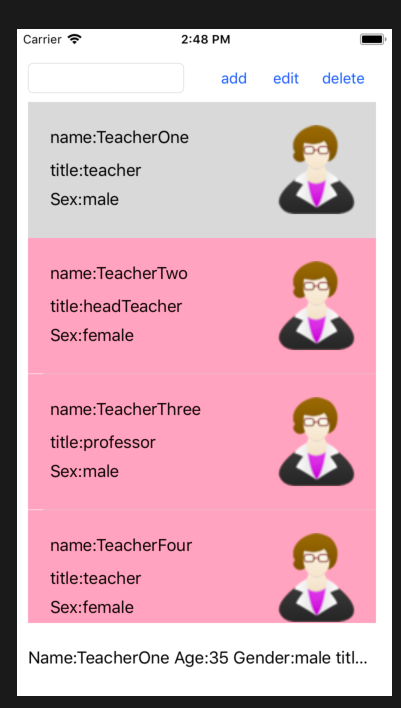 Carrier 2:48 PM
add edit delete
name:TeacherOne
title:teacher
Sex:male
name:TeacherTwo
title:headTeacher
Sex:female
name:TeacherThree
title:professor
Sex:male
name:TeacherFour
title:teacher
Sex:female
Name:TeacherOne Age:35 Gender:male titl...